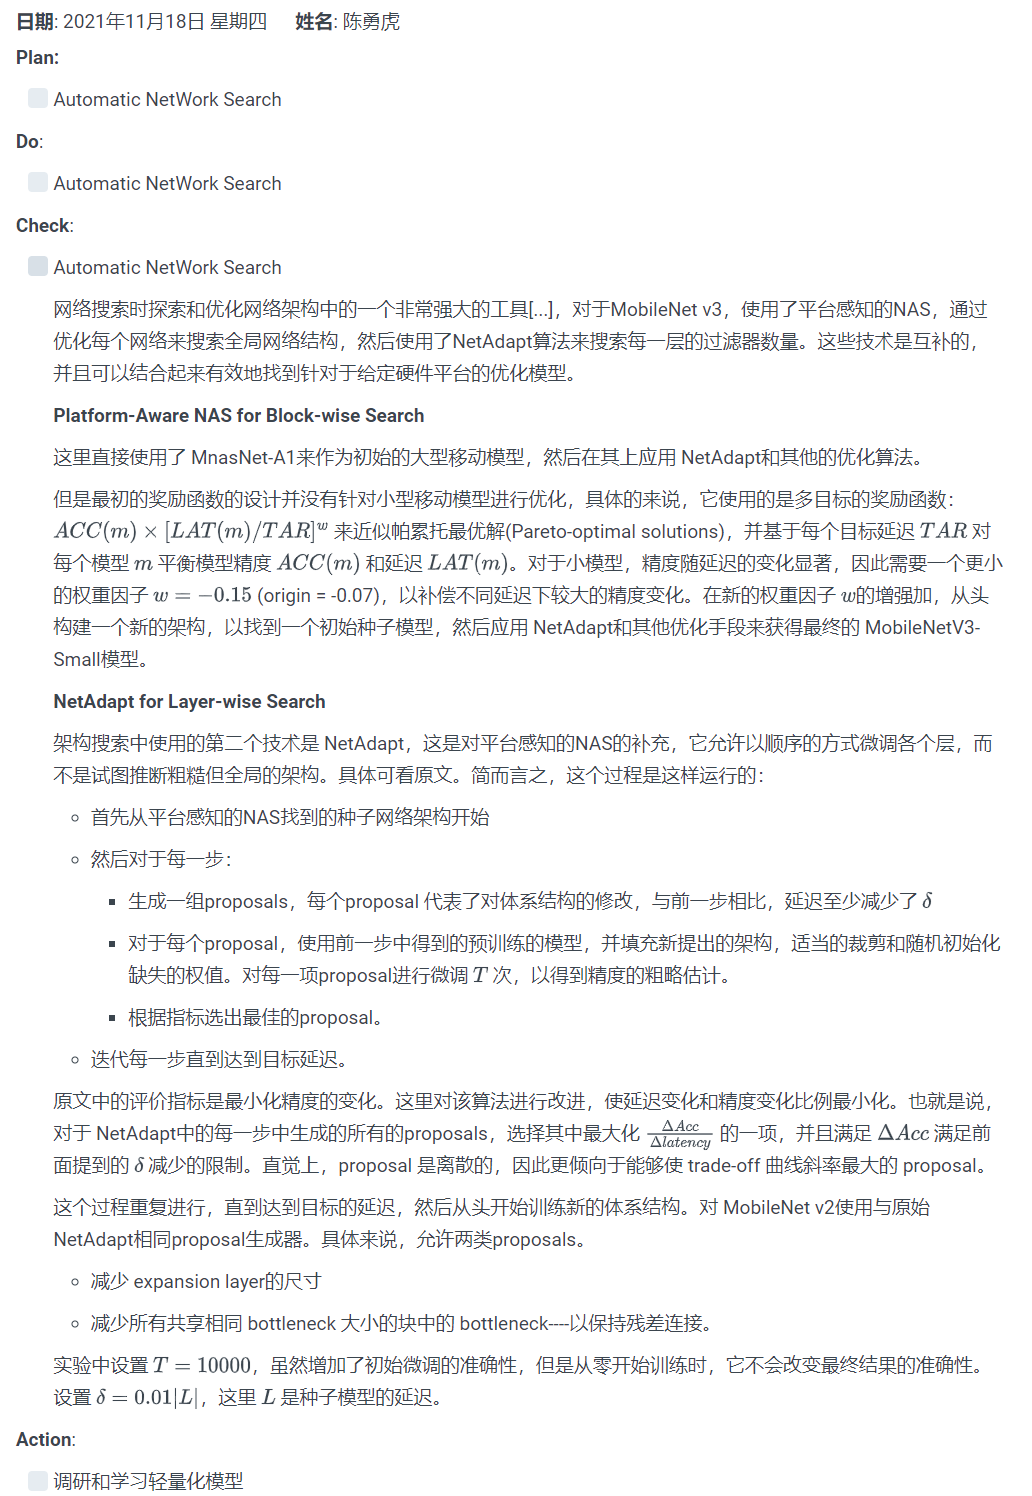 日期: 2021年11月18日 星期四 姓名: 陈勇虎
Plan:
Automatic NetWork Search
Do:
Automatic NetWork Search
Check:
Automatic NetWork Search
网络搜索时探索和优化网络架构中的一个非常强大的工具[...]，对于MobileNet v3，使用了平台感知的NAS，通过
优化每个网络来搜索全局网络结构，然后使用了NetAdapt算法来搜索每一层的过滤器数量。这些技术是互补的，
并且可以结合起来有效地找到针对于给定硬件平台的优化模型。
Platform-Aware NAS for Block-wise Search
这里直接使用了 MnasNet-A1来作为初始的大型移动模型，然后在其上应用 NetAdapt和其他的优化算法。
但是最初的奖励函数的设计并没有针对小型移动模型进行优化，具体的来说，它使用的是多目标的奖励函数：
$ACC(m) \times [LAT(m)/TAR]^w$ 来近似帕累托最优解(Pareto-optimal solutions)，并基于每个目标延迟 $TAR$ 对
每个模型 $m$ 平衡模型精度 $ACC(m)$ 和延迟 $LAT(m)$。对于小模型，精度随延迟的变化显著，因此需要一个更小
的权重因子 $w = -0.15$ (origin = -0.07)，以补偿不同延迟下较大的精度变化。在新的权重因子 $w$的增强加，从头
构建一个新的架构，以找到一个初始种子模型，然后应用 NetAdapt和其他优化手段来获得最终的 MobileNetV3-
Small模型。
NetAdapt for Layer-wise Search
架构搜索中使用的第二个技术是 NetAdapt，这是对平台感知的NAS的补充，它允许以顺序的方式微调各个层，而
不是试图推断粗糙但全局的架构。具体可看原文。简而言之，这个过程是这样运行的：
首先从平台感知的NAS找到的种子网络架构开始
然后对于每一步：
生成一组proposals，每个proposal 代表了对体系结构的修改，与前一步相比，延迟至少减少了 $\delta$
对于每个proposal，使用前一步中得到的预训练的模型，并填充新提出的架构，适当的裁剪和随机初始化
缺失的权值。对每一项proposal进行微调 $T$ 次，以得到精度的粗略估计。
根据指标选出最佳的proposal。
迭代每一步直到达到目标延迟。
原文中的评价指标是最小化精度的变化。这里对该算法进行改进，使延迟变化和精度变化比例最小化。也就是说，
对于 NetAdapt中的每一步中生成的所有的proposals，选择其中最大化 $\frac{\Delta Acc}{\Delta latency}$ 的一项，并且满足 $\Delta Acc$ 满足前
面提到的 $\delta$ 减少的限制。直觉上，proposal 是离散的，因此更倾向于能够使 trade-off 曲线斜率最大的 proposal。
这个过程重复进行，直到达到目标的延迟，然后从头开始训练新的体系结构。对 MobileNet v2使用与原始
NetAdapt相同proposal生成器。具体来说，允许两类proposals。
减少 expansion layer的尺寸
减少所有共享相同 bottleneck 大小的块中的 bottleneck----以保持残差连接。
实验中设置 $T = 10000$，虽然增加了初始微调的准确性，但是从零开始训练时，它不会改变最终结果的准确性。
设置 $\delta = 0.01|L|$，这里 $L$ 是种子模型的延迟。
Action:
调研和学习轻量化模型